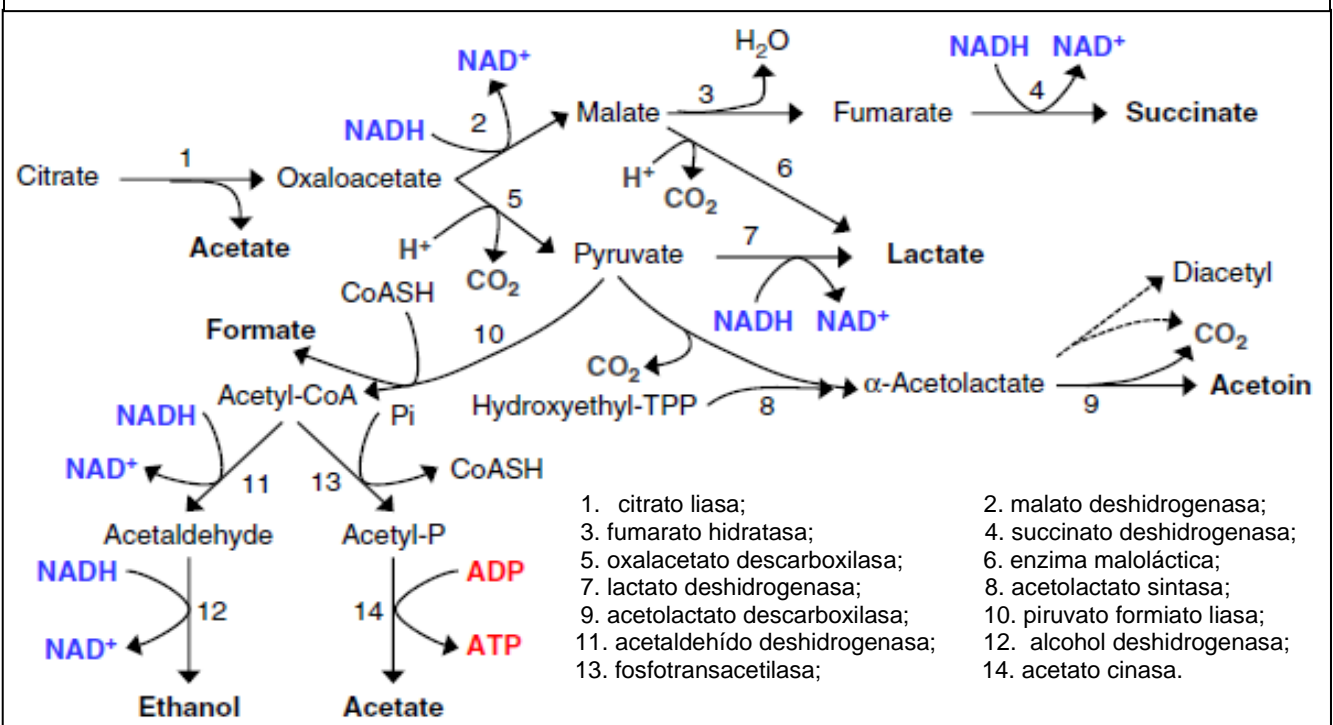 H₂O
NADH NAD⁺
NAD⁺
3
4
Malate
Fumarate
Succinate
NADH
2
1
6
H⁺
CO₂
Citrate
Oxaloacetate
5
7
Acetate
H⁺
Pyruvate
Lactate
CO₂
CoASH
Diacetyl
NADH NAD⁺
Formate
10
CO₂
CO₂
α-Acetolactate
Acetoin
Acetyl-CoA
Pi
Hydroxyethyl-TPP
8
9
NADH
NAD⁺
CoASH
11
13
1. citrato liasa;
2. malato deshidrogenasa;
3. fumarato hidratasa;
4. succinato deshidrogenasa;
Acetaldehyde
Acetyl-P
5. oxalacetato descarboxilasa;
6. enzima maloláctica;
NADH
ADP
7. lactato deshidrogenasa;
8. acetolactato sintasa;
12
14
9. acetolactato descarboxilasa;
10. piruvato formiato liasa;
NAD⁺
ATP
11. acetaldehído deshidrogenasa;
12. alcohol deshidrogenasa;
13. fosfotransacetilasa;
14. acetato cinasa.
Ethanol
Acetate